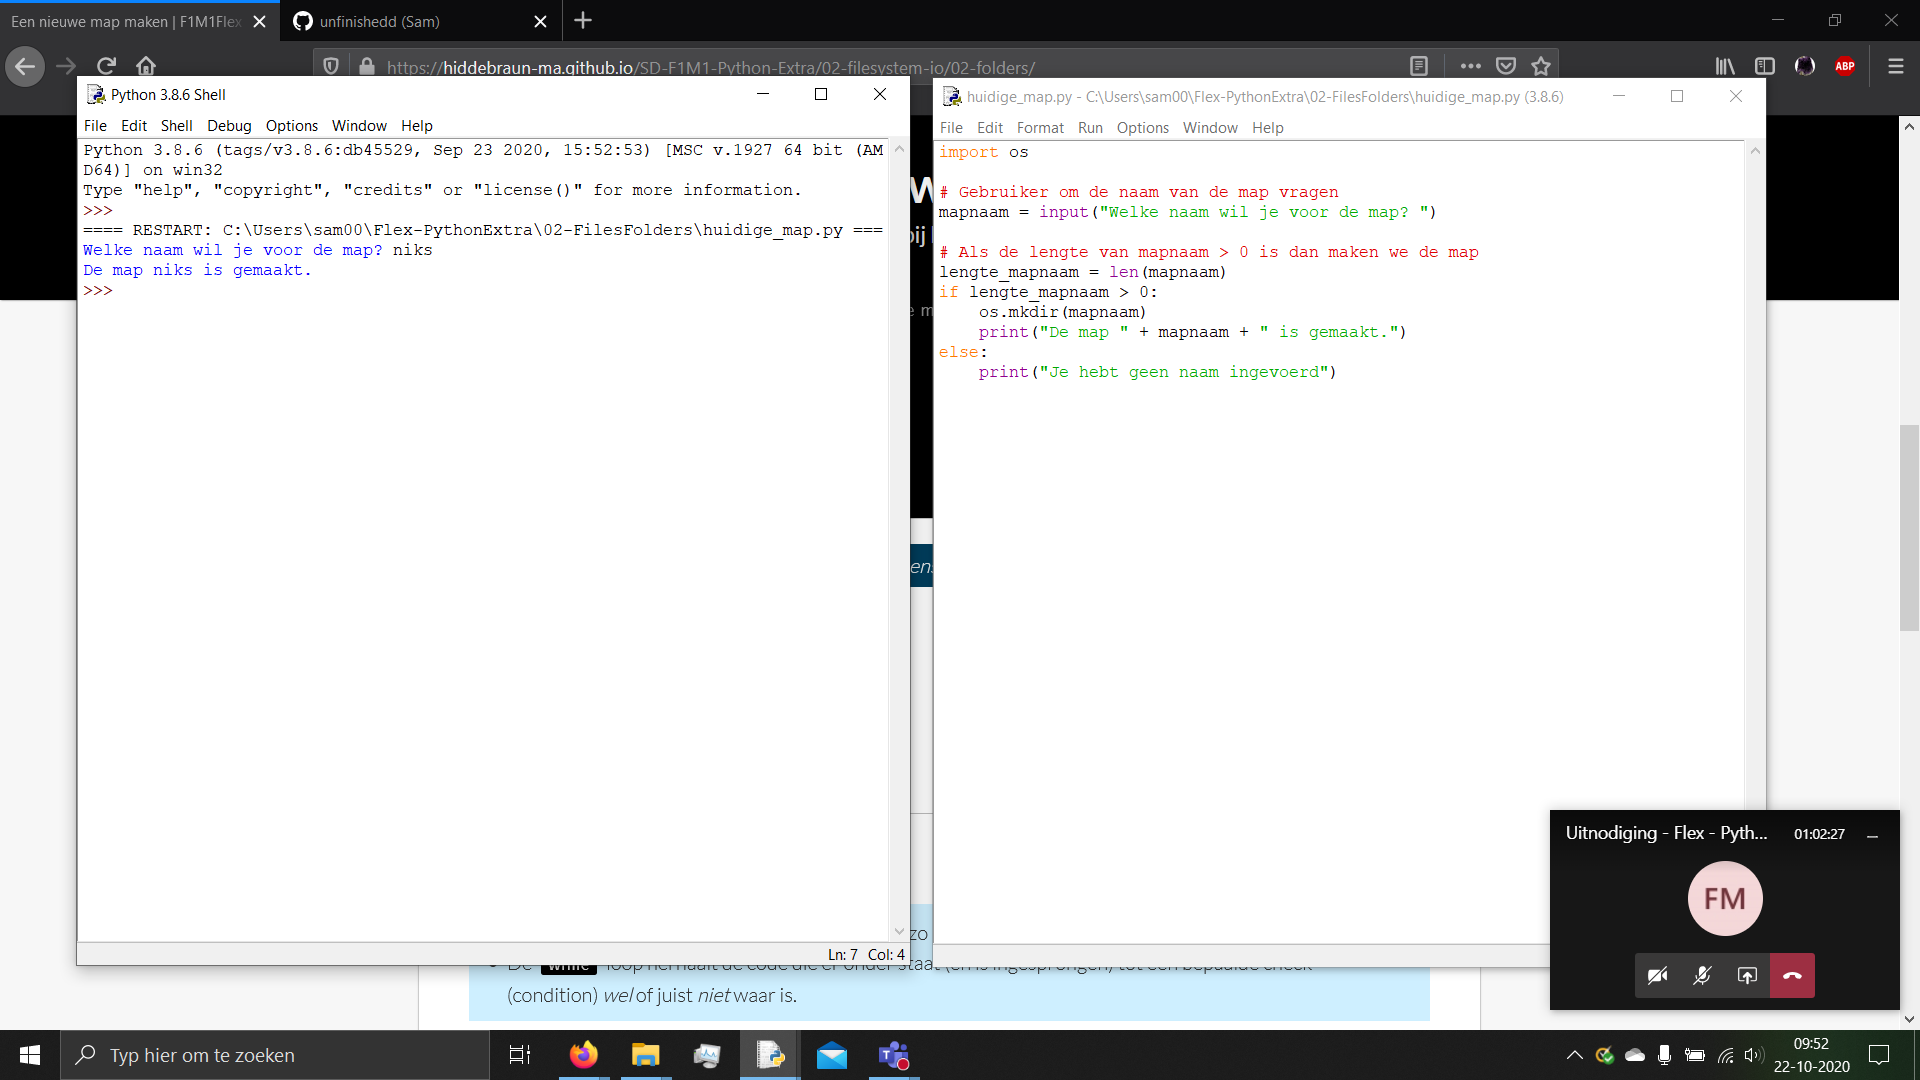 Een nieuwe map maken | F1M1Flex
unfinishedd (Sam)
https://hiddebraun-ma.github.io/SD-F1M1-Python-Extra/02-filesystem-io/02-folders/
ABP
Python 3.8.6 Shell
File Edit Shell Debug Options Window Help
Python 3.8.6 (tags/v3.8.6:db45529, Sep 23 2020, 15:52:53) [MSC v.1927 64 bit (AM
D64)] on win32
Type "help", "copyright", "credits" or "license()" for more information.
>>>
==== RESTART: C:\Users\sam00\Flex-PythonExtra\02-FilesFolders\huidige_map.py ===
Welke naam wil je voor de map? niks
De map niks is gemaakt.
>>>
Ln: 7 Col: 4
huidige_map.py - C:\Users\sam00\Flex-PythonExtra\02-FilesFolders\huidige_map.py (3.8.6)
File Edit Format Run Options Window Help
import os
# Gebruiker om de naam van de map vragen
mapnaam = input("Welke naam wil je voor de map? ")
# Als de lengte van mapnaam > 0 is dan maken we de map
lengte_mapnaam = len(mapnaam)
if lengte_mapnaam > 0:
os.mkdir(mapnaam)
print("De map " + mapnaam + " is gemaakt.")
else:
print("Je hebt geen naam ingevoerd")
(condition) wel of juist niet waar is.
Uitnodiging - Flex - Pyth... 01:02:27
FM
Typ hier om te zoeken
09:52
22-10-2020